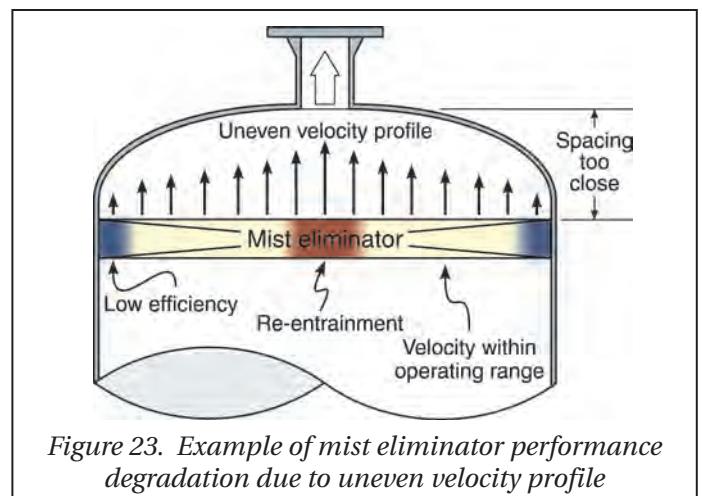 Uneven velocity profile
Spacing
too
close
Mist eliminator
Low efficiency
Re-entrainment
Velocity within
operating range
Figure 23. Example of mist eliminator performance
degradation due to uneven velocity profile